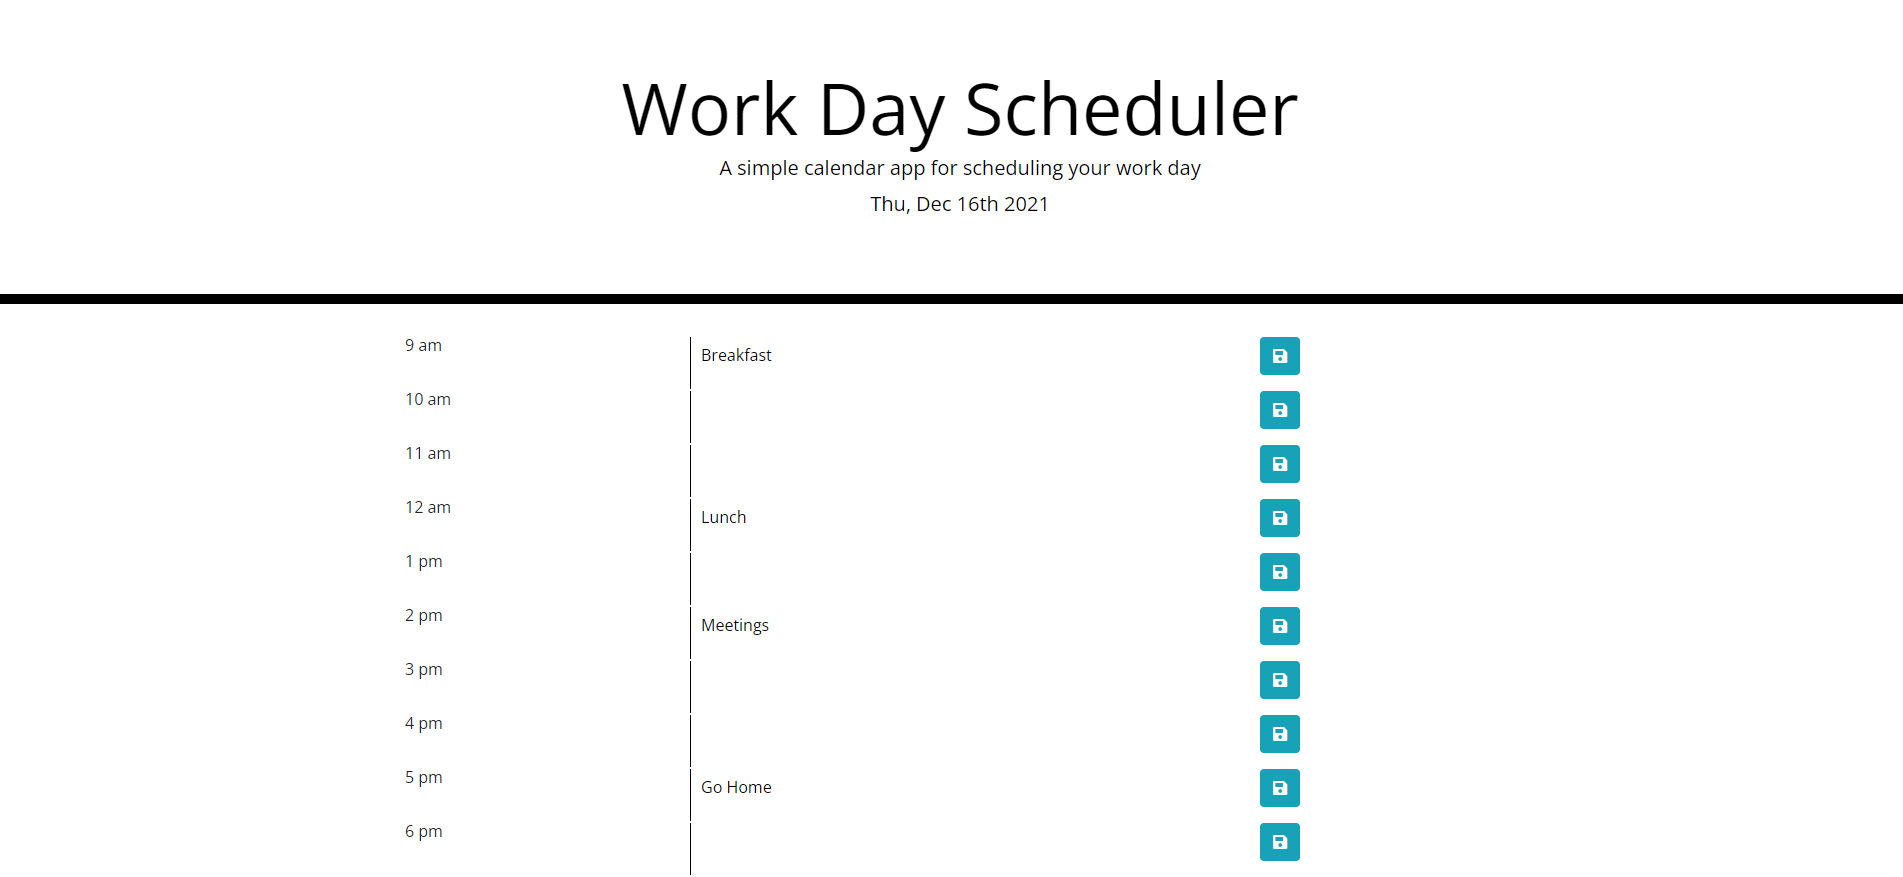 Work Day Scheduler
A simple calendar app for scheduling your work day
Thu, Dec 16th 2021
9 am Breakfast
10 am
11 am
12 am Lunch
1 pm
2 pm Meetings
3 pm
4 pm
5 pm Go Home
6 pm